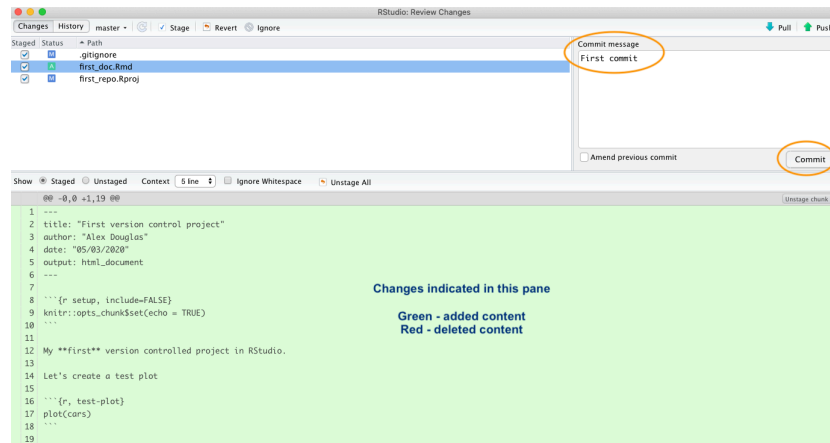 RStudio: Review Changes
Changes History master Stage Revert Ignore Pull Push
Staged Status Path
M .gitignore
A first_doc.Rmd
M first_repo.Rproj
Commit message
First commit
Amend previous commit Commit
Show Staged Unstaged Context 5 line Ignore Whitespace Unstage All
@@ -0,0 +1,19 @@ Unstage chunk
1 ---
2 title: "First version control project"
3 author: "Alex Douglas"
4 date: "05/03/2020"
5 output: html_document
6 ---
7
8 ```{r setup, include=FALSE}
9 knitr::opts_chunk$set(echo = TRUE)
10 ```
11
12 My **first** version controlled project in RStudio.
13
14 Let's create a test plot
15
16 ```{r, test-plot}
17 plot(cars)
18 ```
19
Changes indicated in this pane
Green - added content
Red - deleted content